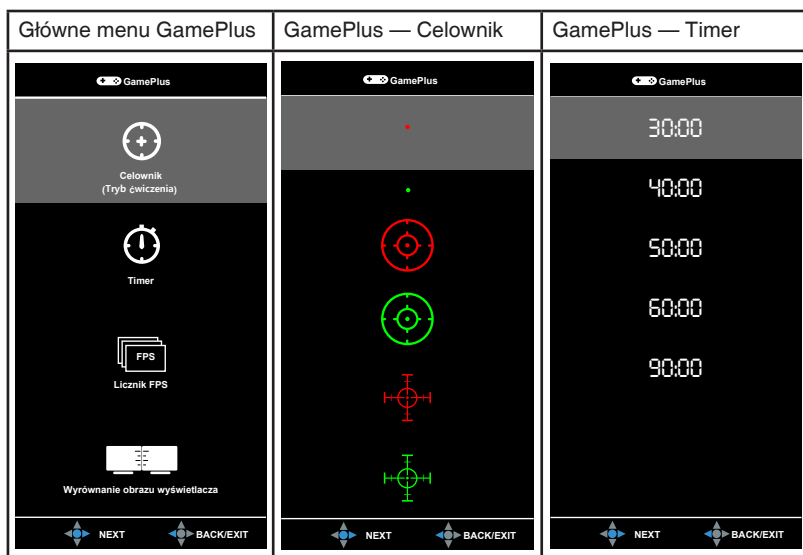 Główne menu GamePlus
GamePlus — Celownik
GamePlus — Timer
GamePlus
Celownik
(Tryb ćwiczenia)
Timer
FPS
Licznik FPS
Wyrównanie obrazu wyświetlacza
NEXT BACK/EXIT
GamePlus
NEXT BACK/EXIT
GamePlus
30:00
40:00
50:00
60:00
90:00
NEXT BACK/EXIT